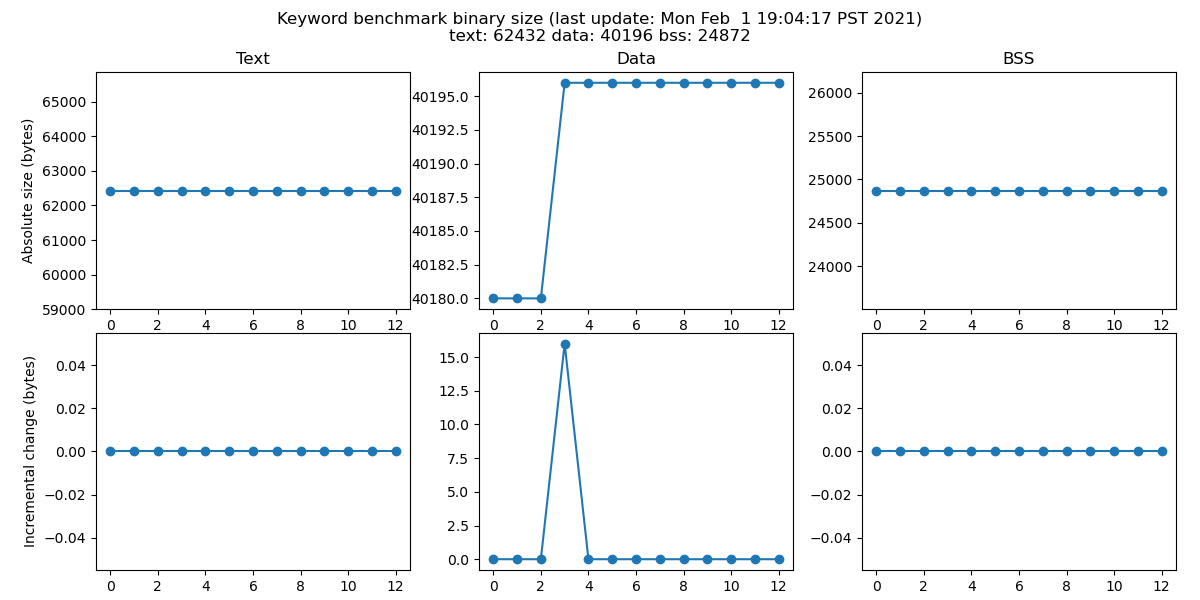 Keyword benchmark binary size (last update: Mon Feb  1 19:04:17 PST 2021)
text: 62432 data: 40196 bss: 24872
Text
Data
BSS
Absolute size (bytes)
65000
64000
63000
62000
61000
60000
59000
0 2 4 6 8 10 12
40195.0
40192.5
40190.0
40187.5
40185.0
40182.5
40180.0
0 2 4 6 8 10 12
26000
25500
25000
24500
24000
0 2 4 6 8 10 12
Incremental change (bytes)
0.04
0.02
0.00
−0.02
−0.04
0 2 4 6 8 10 12
15.0
12.5
10.0
7.5
5.0
2.5
0.0
0 2 4 6 8 10 12
0.04
0.02
0.00
−0.02
−0.04
0 2 4 6 8 10 12